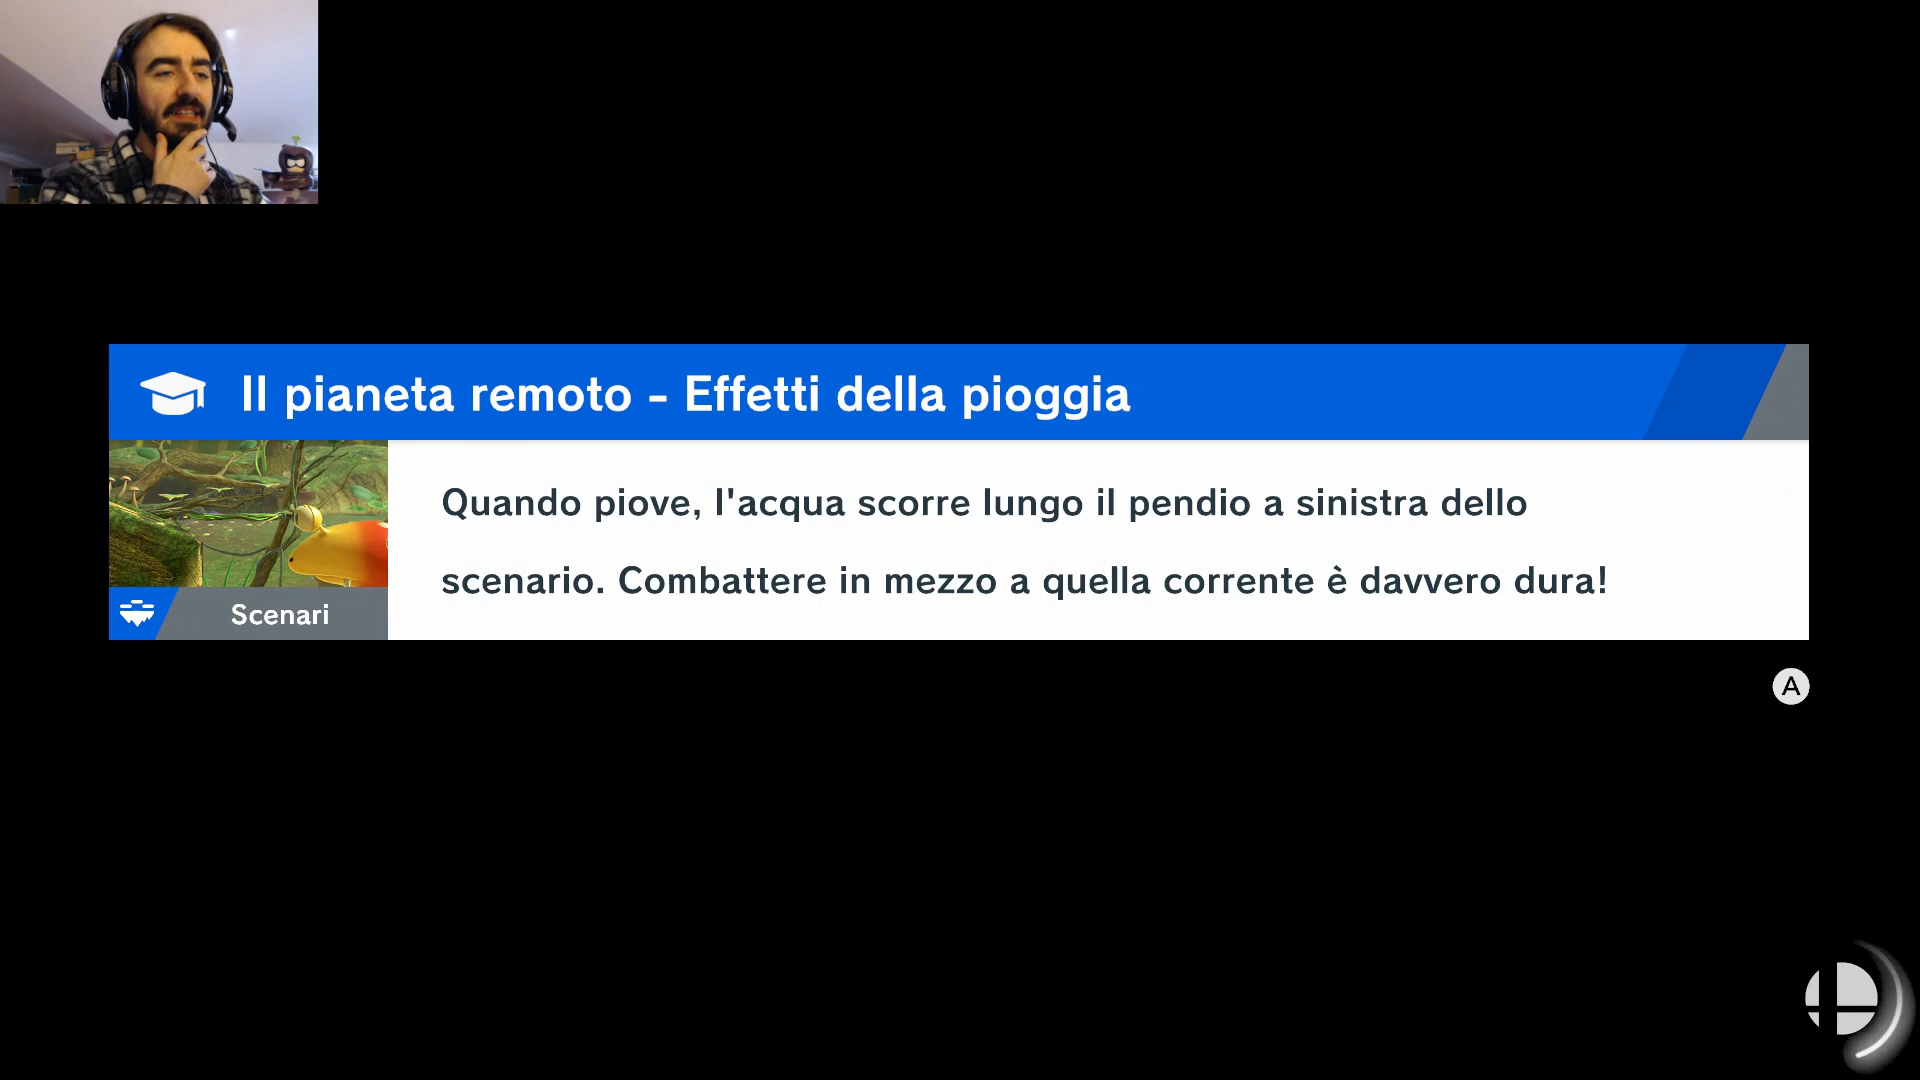 Il pianeta remoto - Effetti della pioggia
Quando piove, l'acqua scorre lungo il pendio a sinistra dello
scenario. Combattere in mezzo a quella corrente è davvero dura!
Scenari
A